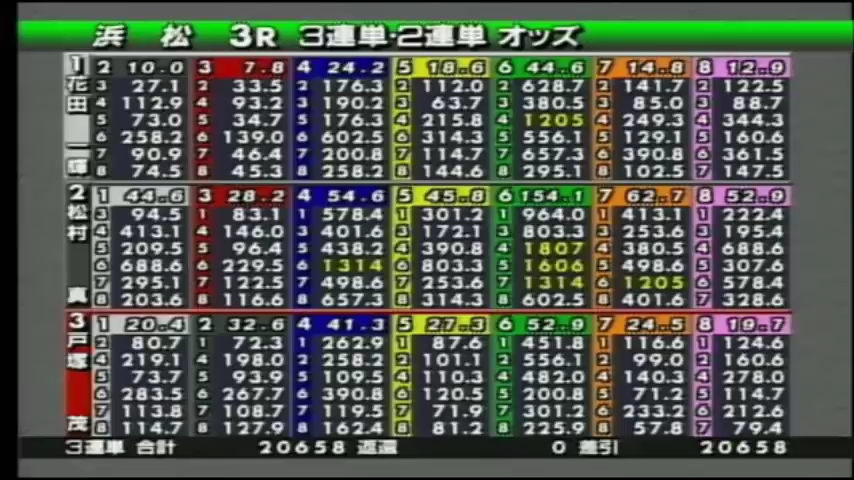 浜 松 3R 3連単・2連単 オッズ
1 花田 一輝 2 10.0 3 7.8 4 24.2 5 18.6 6 44.6 7 14.8 8 12.9
3 27.1 2 33.5 2 176.3 2 112.0 2 628.7 2 141.7 2 122.5
4 112.9 4 93.2 3 190.2 3 63.7 3 380.5 3 85.0 3 88.7
5 73.0 5 34.7 5 176.3 4 215.8 4 1205 4 249.3 4 344.3
6 258.2 6 139.0 6 602.5 6 314.3 5 556.1 5 129.1 5 160.6
7 90.9 7 46.4 7 200.8 7 114.7 7 657.3 6 390.8 6 361.5
8 74.5 8 45.3 8 258.2 8 144.6 8 295.1 8 102.5 7 147.5
2 松村 真 1 44.6 3 28.2 4 54.6 5 45.8 6 154.1 7 62.7 8 52.9
3 94.5 1 83.1 1 578.4 1 301.2 1 964.0 1 413.1 1 222.4
4 413.1 4 146.0 3 401.6 3 172.1 3 803.3 3 253.6 3 195.4
5 209.5 5 96.4 5 438.2 4 390.8 4 1807 4 380.5 4 688.6
6 688.6 6 229.5 6 1314 6 803.3 5 1606 5 498.6 5 307.6
7 295.1 7 122.5 7 498.6 7 253.6 7 1314 6 1205 6 578.4
8 203.6 8 116.6 8 657.3 8 314.3 8 602.5 8 401.6 7 328.6
3 戸塚 茂 1 20.4 2 32.6 4 41.3 5 27.3 6 52.9 7 24.5 8 19.7
2 80.7 1 72.3 1 262.9 1 87.6 1 451.8 1 116.6 1 124.6
4 219.1 4 198.0 2 258.2 2 101.1 2 556.1 2 99.0 2 160.6
5 73.7 5 93.9 5 109.5 4 110.3 4 482.0 4 140.3 4 278.0
6 283.5 6 267.7 6 390.8 6 120.5 5 200.8 5 71.2 5 114.7
7 113.8 7 108.7 7 119.5 7 71.9 7 301.2 6 233.2 6 212.6
8 114.7 8 127.9 8 162.4 8 81.2 8 225.9 8 57.8 7 79.4
3連単 合計 20658 返還 0 差引 20658